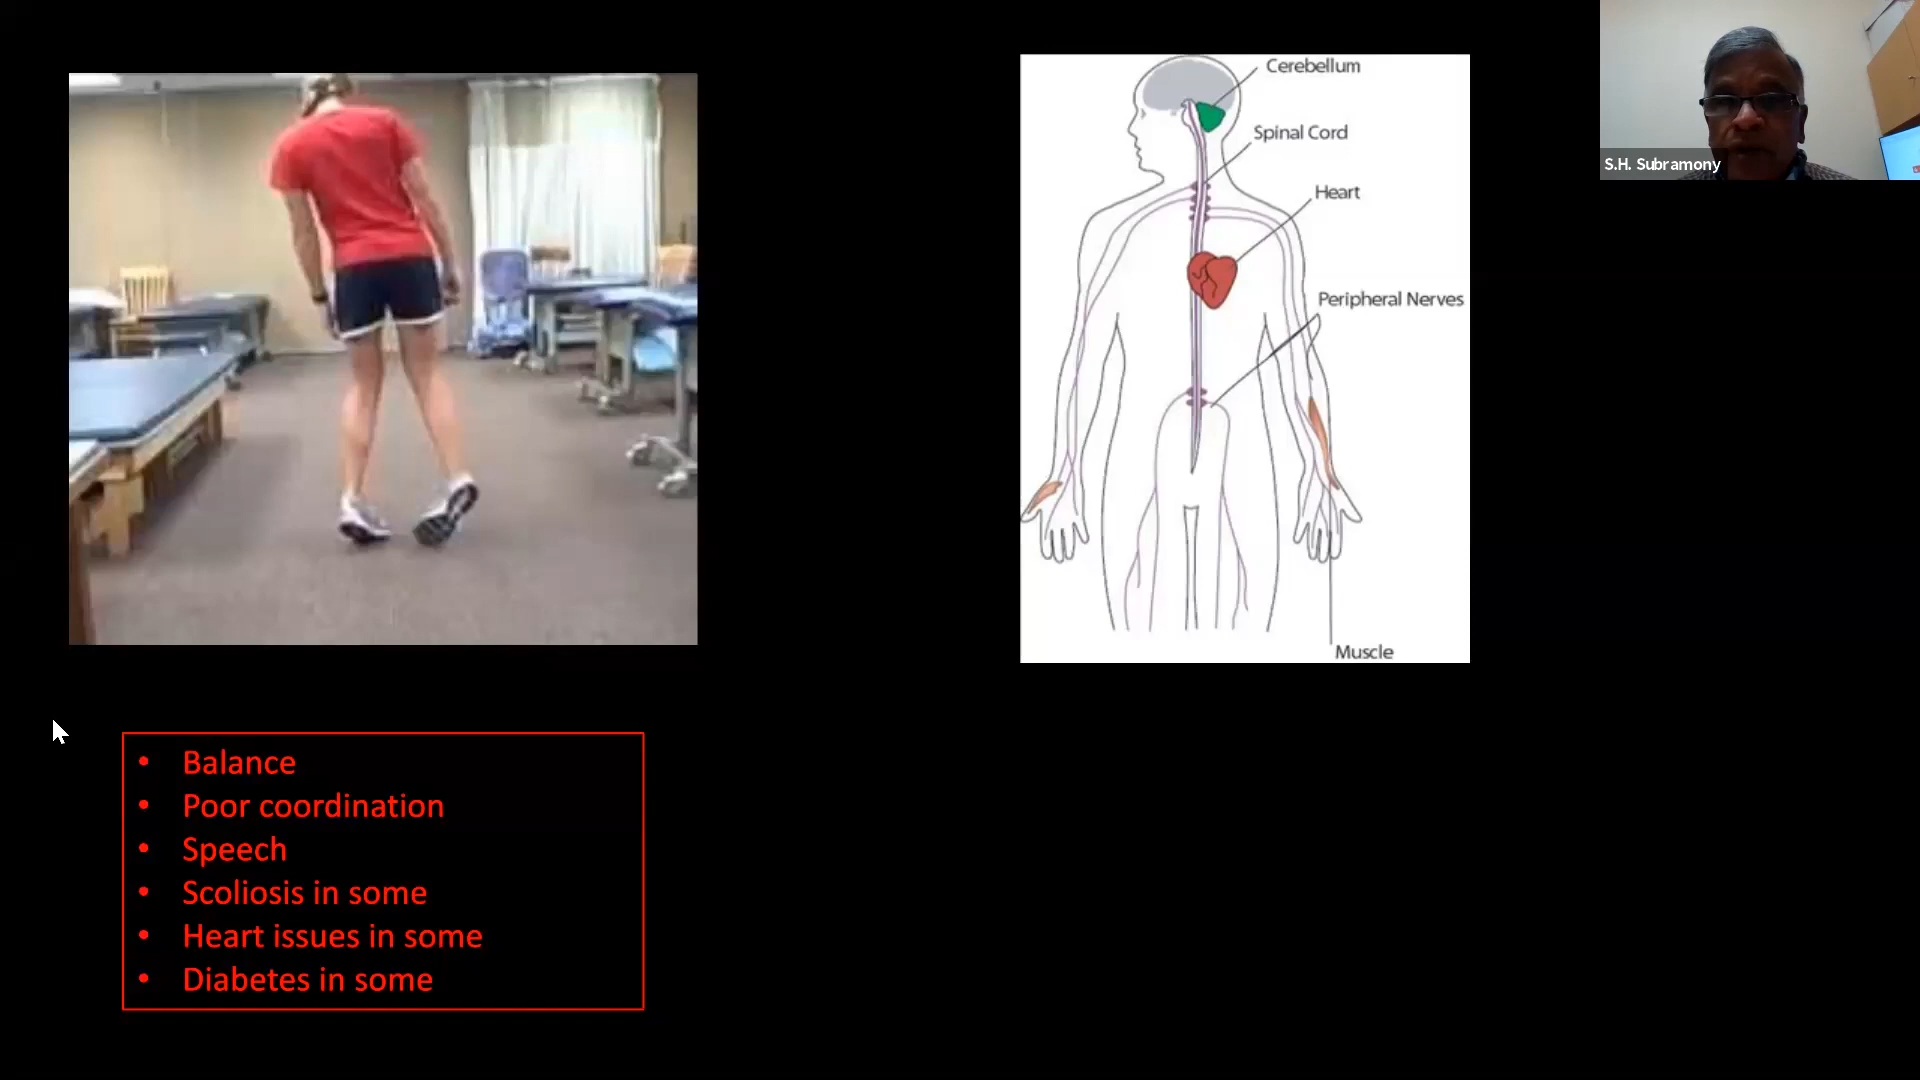 Cerebellum
Spinal Cord
Heart
Peripheral Nerves
Muscle
S.H. Subramony
• Balance
• Poor coordination
• Speech
• Scoliosis in some
• Heart issues in some
• Diabetes in some